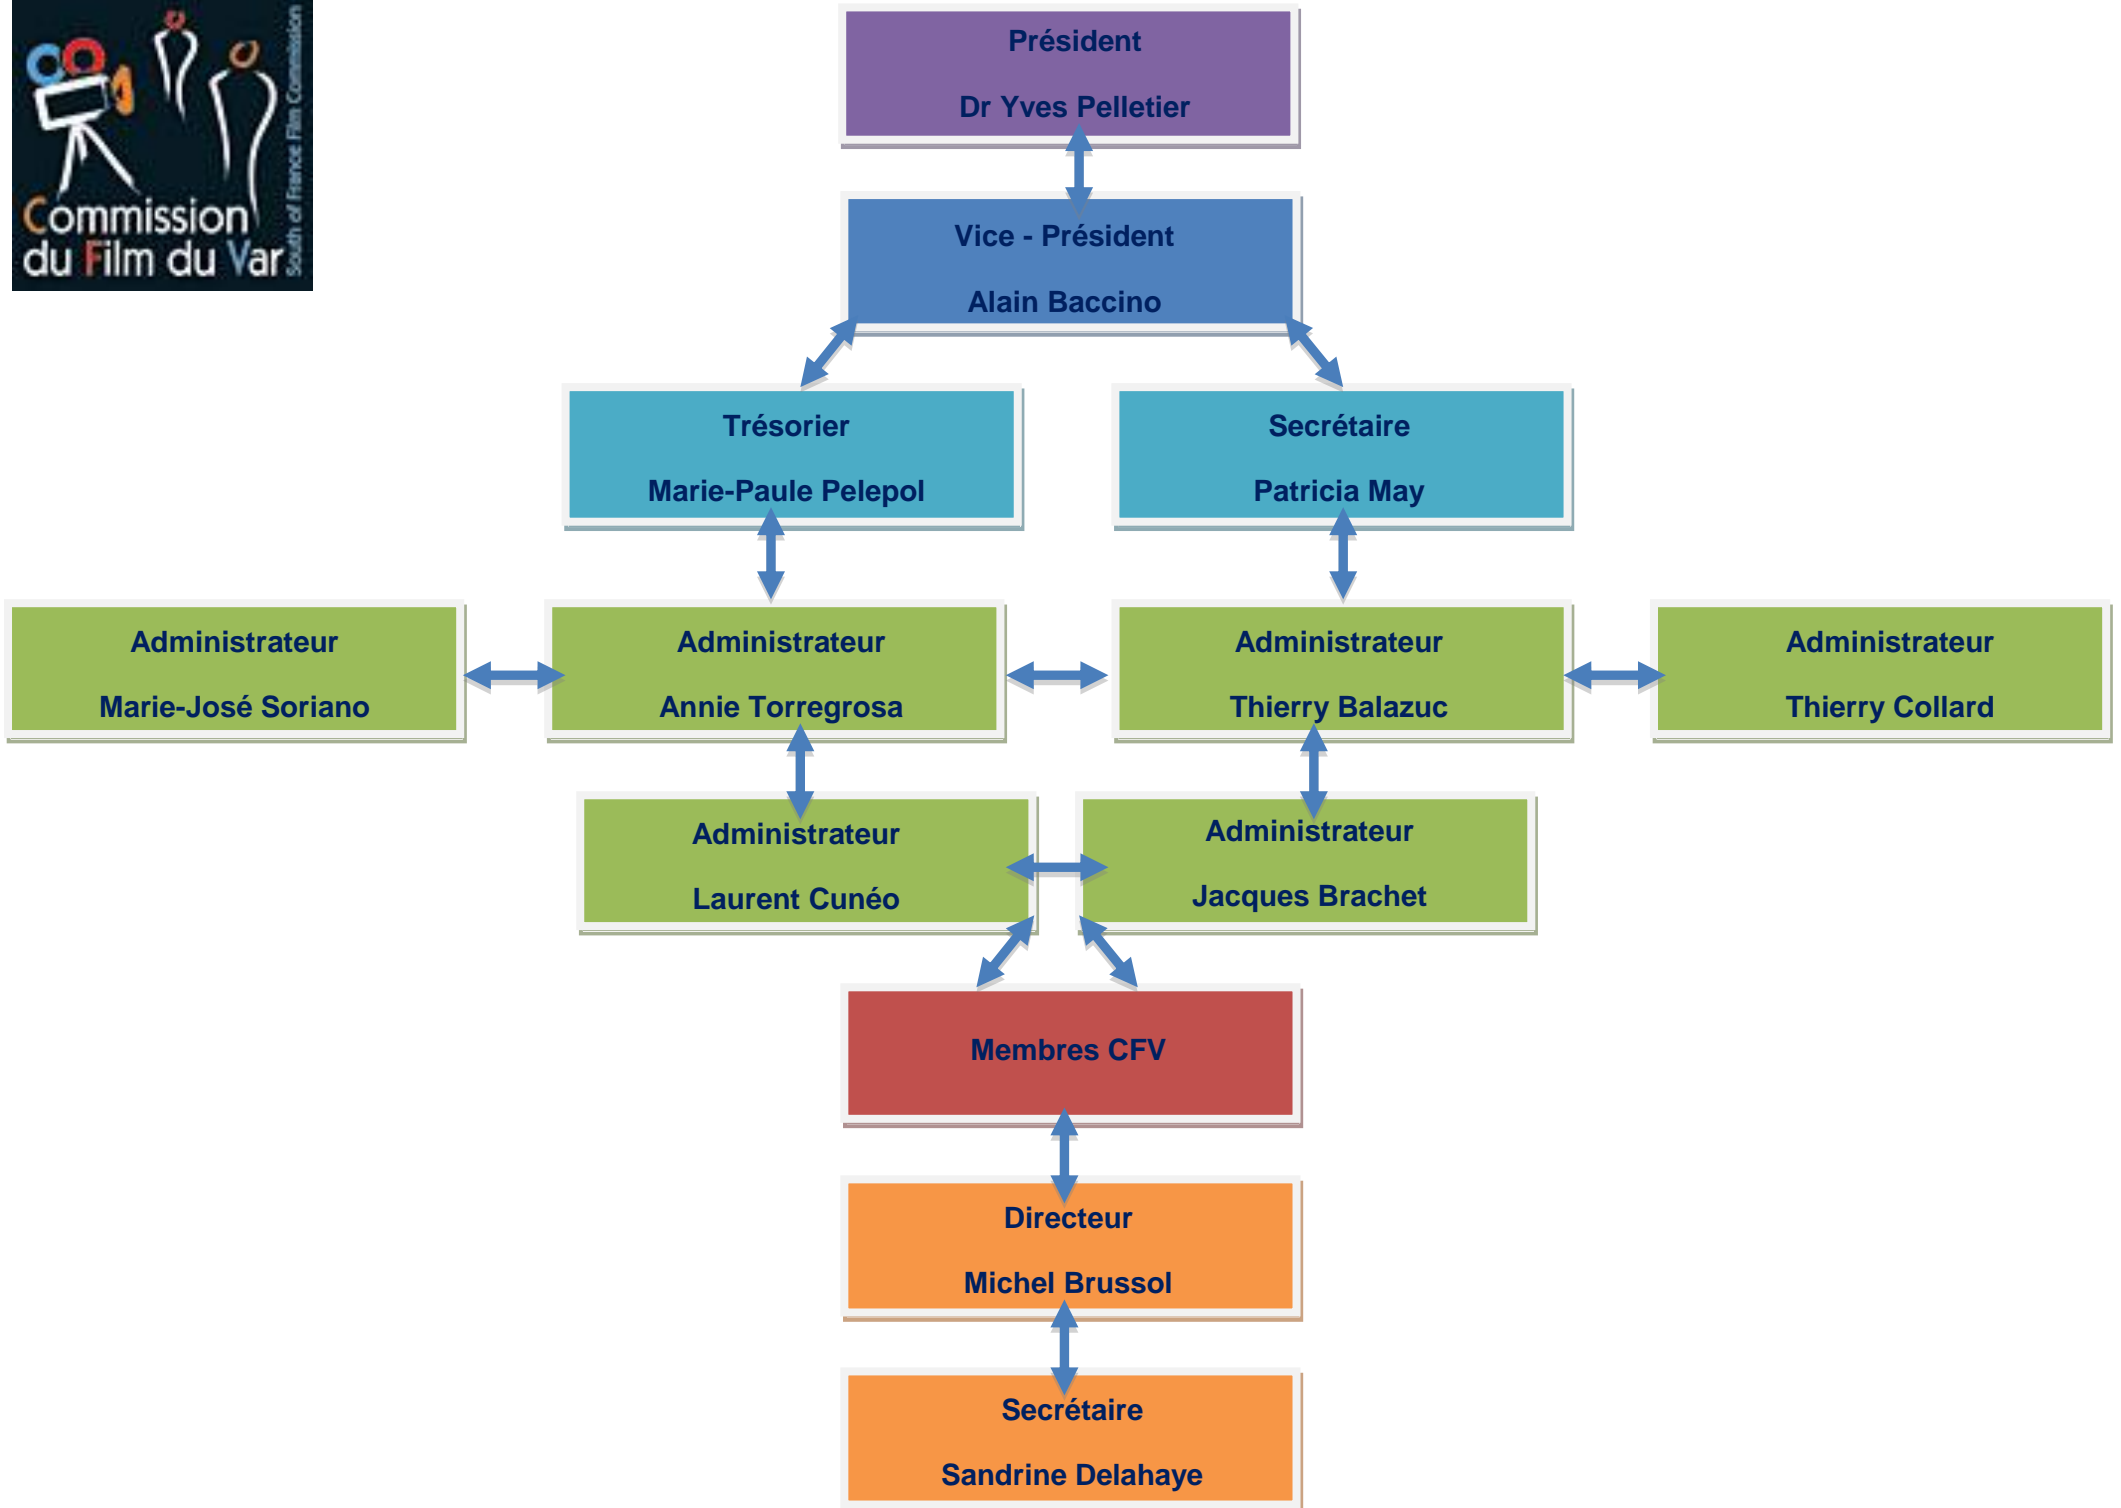 Commission
du Film du Var
South of France Film Commission
Président
Dr Yves Pelletier
Vice - Président
Alain Baccino
Trésorier
Marie-Paule Pelepol
Secrétaire
Patricia May
Administrateur
Marie-José Soriano
Administrateur
Annie Torregrosa
Administrateur
Thierry Balazuc
Administrateur
Thierry Collard
Administrateur
Laurent Cunéo
Administrateur
Jacques Brachet
Membres CFV
Directeur
Michel Brussol
Secrétaire
Sandrine Delahaye